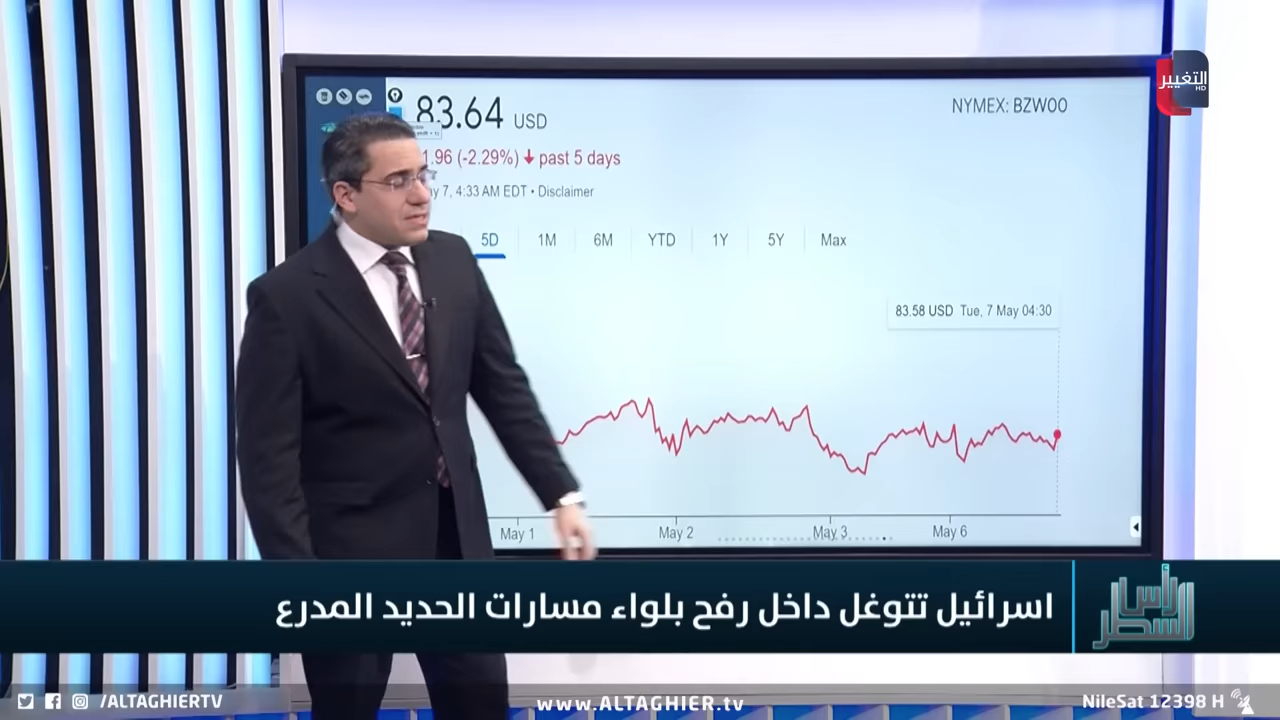 التغيير
HD
83.64 USD
NYMEX: BZW00
1.96 (-2.29%) past 5 days
7, 4:33 AM EDT • Disclaimer
5D 1M 6M YTD 1Y 5Y Max
83.58 USD Tue, 7 May 04:30
May 1 May 2 May 3 May 6
اسرائيل تتوغل داخل رفح بلواء مسارات الحديد المدرع
رأس السطر
/ALTAGHIERTV
www.ALTAGHIER.tv
NileSat 12398 H